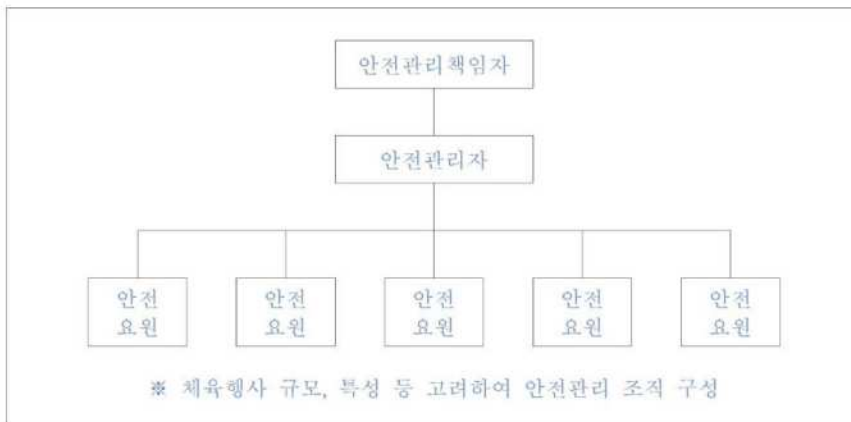 안전관리책임자
안전관리자
안전 안전 안전 안전 안전
요원 요원 요원 요원 요원
※ 체육행사 규모, 특성 등 고려하여 안전관리 조직 구성